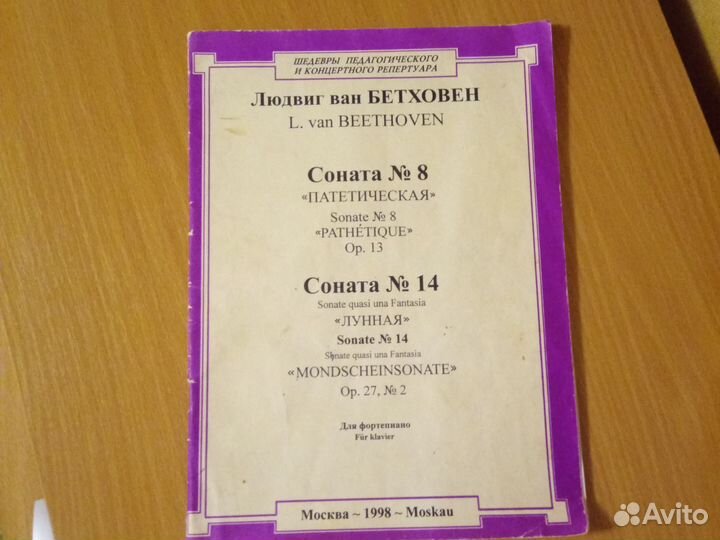 ШЕДЕВРЫ ПЕДАГОГИЧЕСКОГО
И КОНЦЕРТНОГО РЕПЕРТУАРА
Людвиг ван БЕТХОВЕН
L. van BEETHOVEN
Соната № 8
«ПАТЕТИЧЕСКАЯ»
Sonate № 8
«PATHÉTIQUE»
Op. 13
Соната № 14
Sonate quasi una Fantasia
«ЛУННАЯ»
Sonate № 14
Sonate quasi una Fantasia
«MONDSCHEINSONATE»
Op. 27, № 2
Для фортепиано
Für klavier
Москва ~ 1998 ~ Moskau
Avito